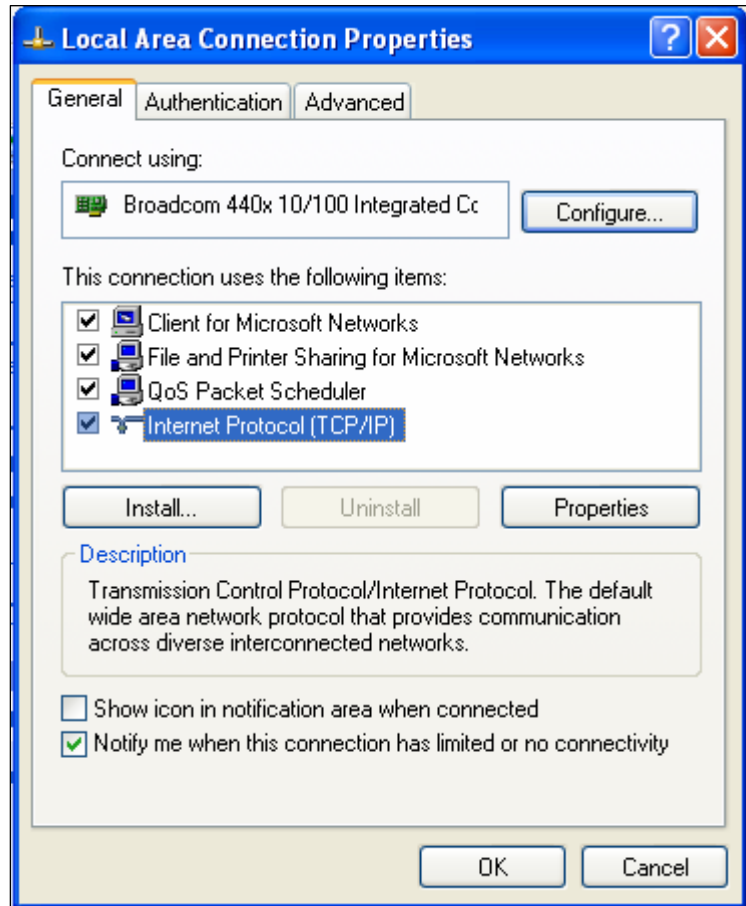 Local Area Connection Properties
General Authentication Advanced
Connect using:
Broadcom 440x 10/100 Integrated Cc
Configure...
This connection uses the following items:
Client for Microsoft Networks
File and Printer Sharing for Microsoft Networks
QoS Packet Scheduler
Internet Protocol (TCP/IP)
Install... Uninstall Properties
Description
Transmission Control Protocol/Internet Protocol. The default
wide area network protocol that provides communication
across diverse interconnected networks.
Show icon in notification area when connected
Notify me when this connection has limited or no connectivity
OK Cancel